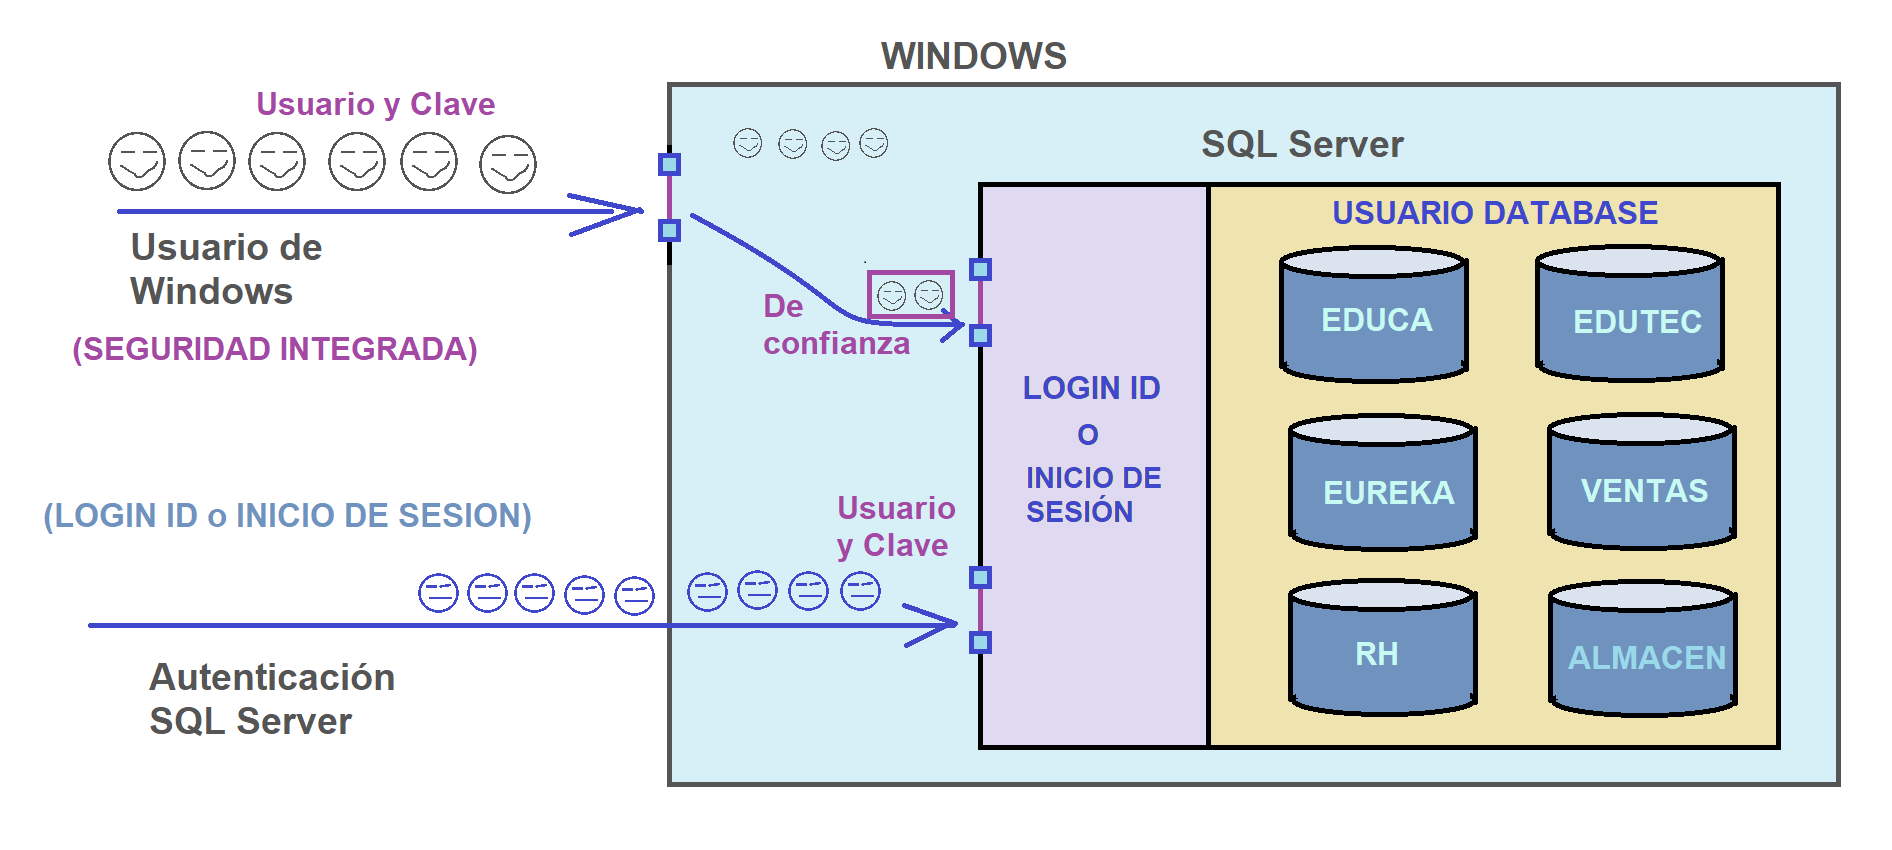 WINDOWS
Usuario y Clave
SQL Server
Usuario de
Windows
(SEGURIDAD INTEGRADA)
De
confianza
USUARIO DATABASE
EDUCA
EDUTEC
LOGIN ID
O
INICIO DE
SESIÓN
EUREKA
VENTAS
(LOGIN ID o INICIO DE SESION)
Usuario
y Clave
RH
ALMACEN
Autenticación
SQL Server